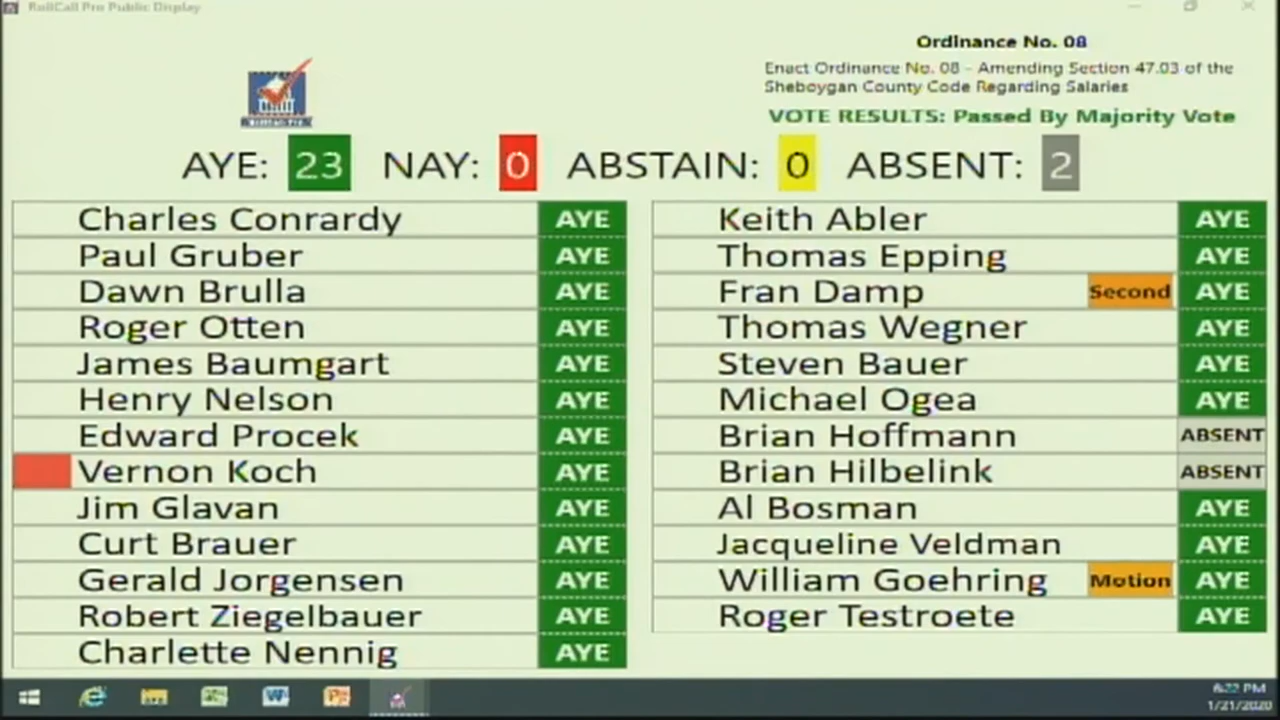 RollCall Pro Public Display
Ordinance No. 08
Enact Ordinance No. 08 - Amending Section 47.03 of the
Sheboygan County Code Regarding Salaries
VOTE RESULTS: Passed By Majority Vote
AYE: 23 NAY: 0 ABSTAIN: 0 ABSENT: 2
Charles Conrardy AYE
Paul Gruber AYE
Dawn Brulla AYE
Roger Otten AYE
James Baumgart AYE
Henry Nelson AYE
Edward Procek AYE
Vernon Koch AYE
Jim Glavan AYE
Curt Brauer AYE
Gerald Jorgensen AYE
Robert Ziegelbauer AYE
Charlette Nennig AYE
Keith Abler AYE
Thomas Epping AYE
Fran Damp Second AYE
Thomas Wegner AYE
Steven Bauer AYE
Michael Ogea AYE
Brian Hoffmann ABSENT
Brian Hilbelink ABSENT
Al Bosman AYE
Jacqueline Veldman AYE
William Goehring Motion AYE
Roger Testroete AYE
6:22 PM
1/21/2020